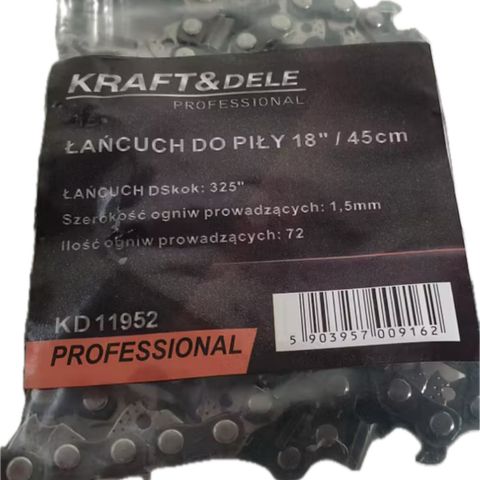 KRAFT&DELE
PROFESSIONAL
ŁAŃCUCH DO PIŁY 18" / 45cm
ŁAŃCUCH DSkok: 325"
Szerokość ogniw prowadzących: 1,5mm
Ilość ogniw prowadzących: 72
KD11952
PROFESSIONAL
5 903957 009162